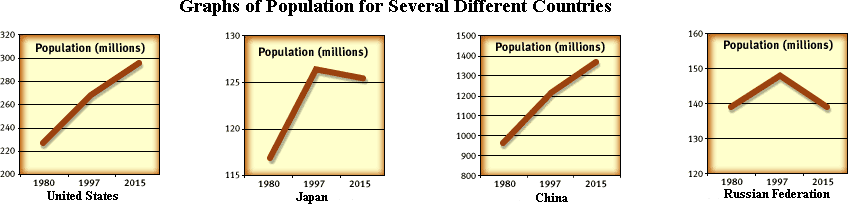 Graphs of Population for Several Different Countries
320
300
280
260
240
220
200
Population (millions)
1980 1997 2015
United States
130
125
120
115
Population (millions)
1980 1997 2015
Japan
1500
1400
1300
1200
1100
1000
900
800
Population (millions)
1980 1997 2015
China
160
150
140
130
120
Population (millions)
1980 1997 2015
Russian Federation